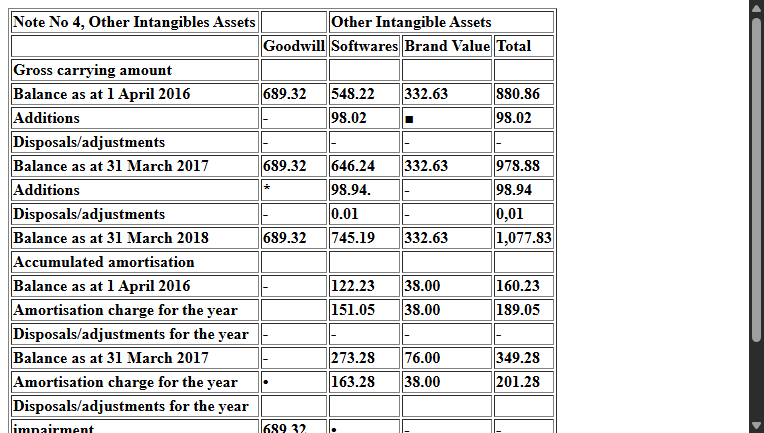 Note No 4, Other Intangibles Assets Other Intangible Assets
Goodwill Softwares Brand Value Total
Gross carrying amount
Balance as at 1 April 2016 689.32 548.22 332.63 880.86
Additions - 98.02 ■ 98.02
Disposals/adjustments - - - -
Balance as at 31 March 2017 689.32 646.24 332.63 978.88
Additions * 98.94. - 98.94
Disposals/adjustments - 0.01 - 0,01
Balance as at 31 March 2018 689.32 745.19 332.63 1,077.83
Accumulated amortisation
Balance as at 1 April 2016 - 122.23 38.00 160.23
Amortisation charge for the year 151.05 38.00 189.05
Disposals/adjustments for the year - - - -
Balance as at 31 March 2017 - 273.28 76.00 349.28
Amortisation charge for the year • 163.28 38.00 201.28
Disposals/adjustments for the year
impairment 689.32 • - -